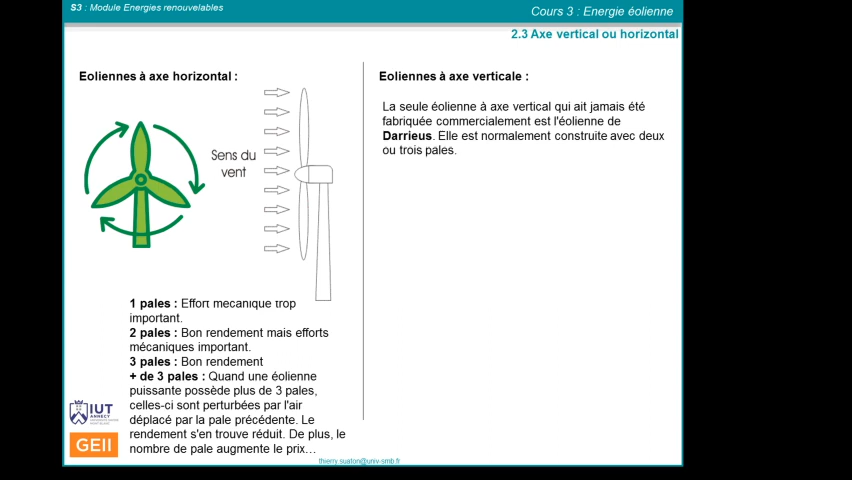 S3 : Module Energies renouvelables
Cours 3 : Energie éolienne
2.3 Axe vertical ou horizontal
Eoliennes à axe horizontal :
Sens du
vent
1 pales : Effort mécanique trop
important.
2 pales : Bon rendement mais efforts
mécaniques important.
3 pales : Bon rendement
+ de 3 pales : Quand une éolienne
puissante possède plus de 3 pales,
celles-ci sont perturbées par l'air
déplacé par la pale précédente. Le
rendement s'en trouve réduit. De plus, le
nombre de pale augmente le prix…
Eoliennes à axe verticale :
La seule éolienne à axe vertical qui ait jamais été
fabriquée commercialement est l'éolienne de
Darrieus. Elle est normalement construite avec deux
ou trois pales.
IUT
ANNECY
GEII
thierry.suaton@univ-smb.fr